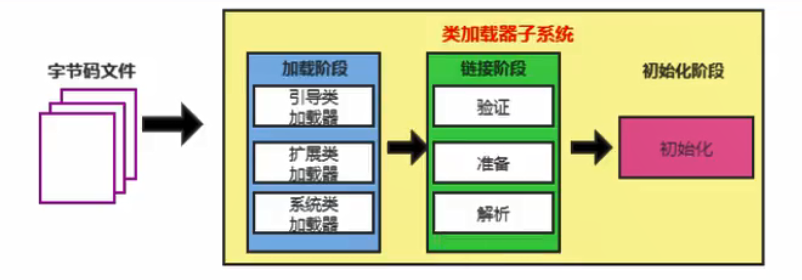 类加载器子系统
字节码文件
加载阶段
引导类
加载器
扩展类
加载器
系统类
加载器
链接阶段
验证
准备
解析
初始化阶段
初始化